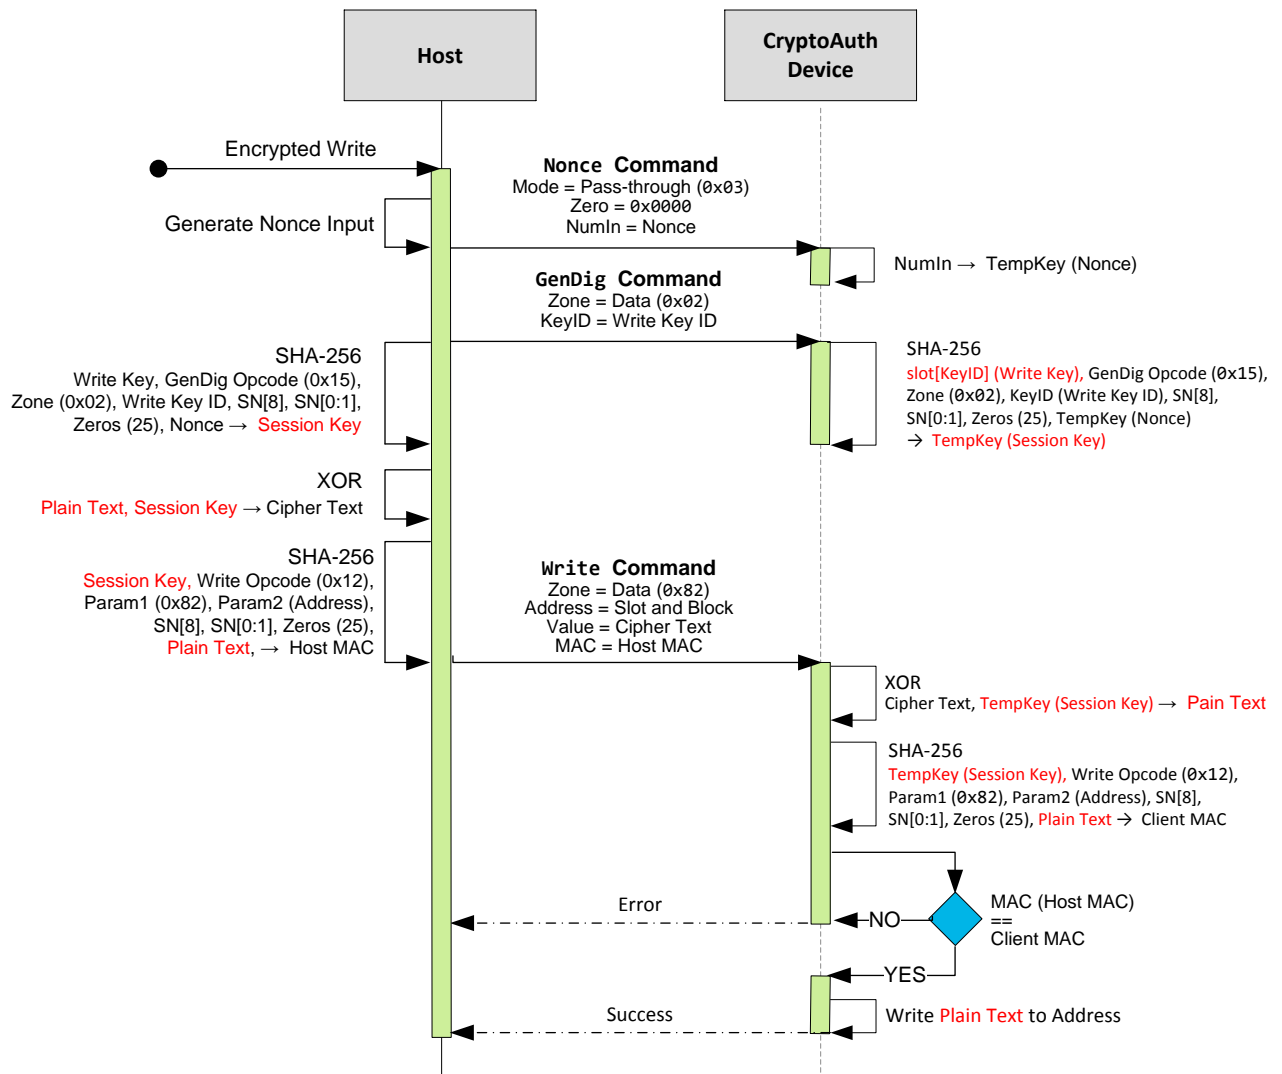 Host
CryptoAuth
Device
Encrypted Write
Nonce Command
Mode = Pass-through (0x03)
Zero = 0x0000
NumIn = Nonce
Generate Nonce Input
NumIn → TempKey (Nonce)
GenDig Command
Zone = Data (0x02)
KeyID = Write Key ID
SHA-256
Write Key, GenDig Opcode (0x15),
Zone (0x02), Write Key ID, SN[8], SN[0:1],
Zeros (25), Nonce → Session Key
SHA-256
slot[KeyID] (Write Key), GenDig Opcode (0x15),
Zone (0x02), KeyID (Write Key ID), SN[8],
SN[0:1], Zeros (25), TempKey (Nonce)
→ TempKey (Session Key)
XOR
Plain Text, Session Key → Cipher Text
SHA-256
Session Key, Write Opcode (0x12),
Param1 (0x82), Param2 (Address),
SN[8], SN[0:1], Zeros (25),
Plain Text, → Host MAC
Write Command
Zone = Data (0x82)
Address = Slot and Block
Value = Cipher Text
MAC = Host MAC
XOR
Cipher Text, TempKey (Session Key) → Pain Text
SHA-256
TempKey (Session Key), Write Opcode (0x12),
Param1 (0x82), Param2 (Address), SN[8],
SN[0:1], Zeros (25), Plain Text → Client MAC
MAC (Host MAC)
==
Client MAC
Error
NO
YES
Success
Write Plain Text to Address